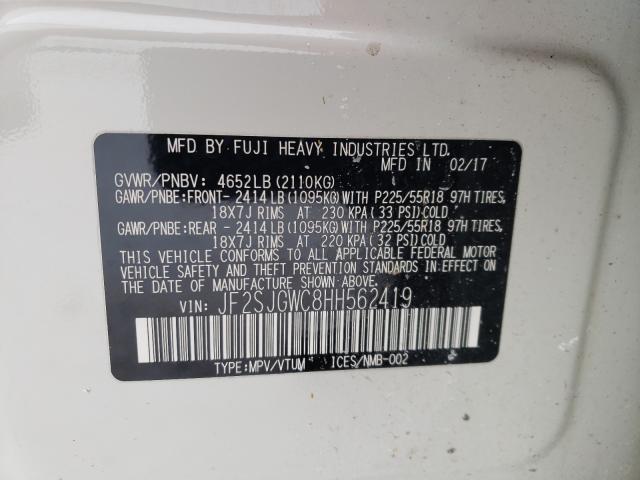 MFD BY FUJI HEAVY INDUSTRIES LTD.
MFD IN 02/17
GVWR/PNBV: 4652LB(2110KG)
GAWR/PNBE:FRONT- 2414LB(1095KG) WITH P225/55R18 97H TIRES,
18X7J RIMS AT 230 KPA(33 PSI)COLD
GAWR/PNBE:REAR - 2414LB(1095KG) WITH P225/55R18 97H TIRES,
18X7J RIMS AT 220 KPA(32 PSI)COLD
THIS VEHICLE CONFORMS TO ALL APPLICABLE FEDERAL MOTOR
VEHICLE SAFETY AND THEFT PREVENTION STANDARDS IN EFFECT ON
THE DATE OF MANUFACTURE SHOWN ABOVE.
VIN: JF2SJGWC8HH562419
TYPE:MPV/VTUM ICES/NMB-002